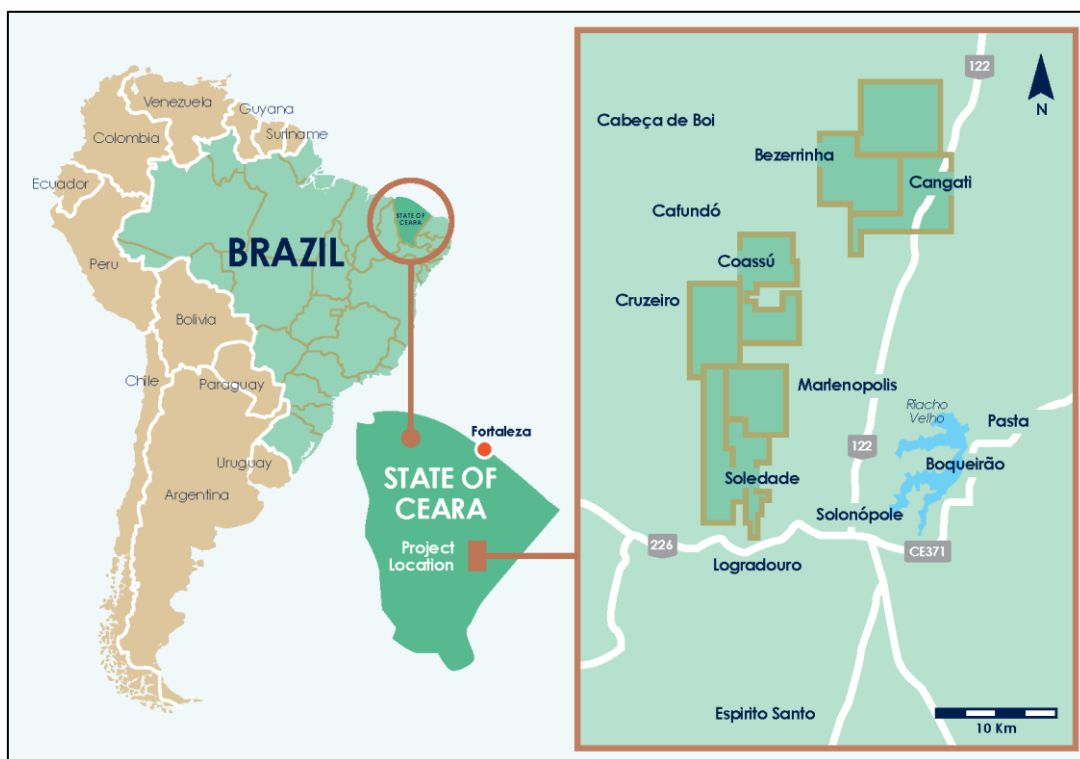 Venezuela
Guyana
Colombia
Suriname
Ecuador
Peru
BRAZIL
STATE OF
CEARA
Bolivia
Chile
Paraguay
Uruguay
Argentina
Fortaleza
STATE OF
CEARA
Project
Location
122
N
Cabeça de Boi
Bezerrinha
Cangati
Cafundó
Coassú
Cruzeiro
Marlenopolis
Riacho
Velho
Pasta
122
Boqueirão
Soledade
Solonópole
226
CE371
Logradouro
Espirito Santo
10 Km